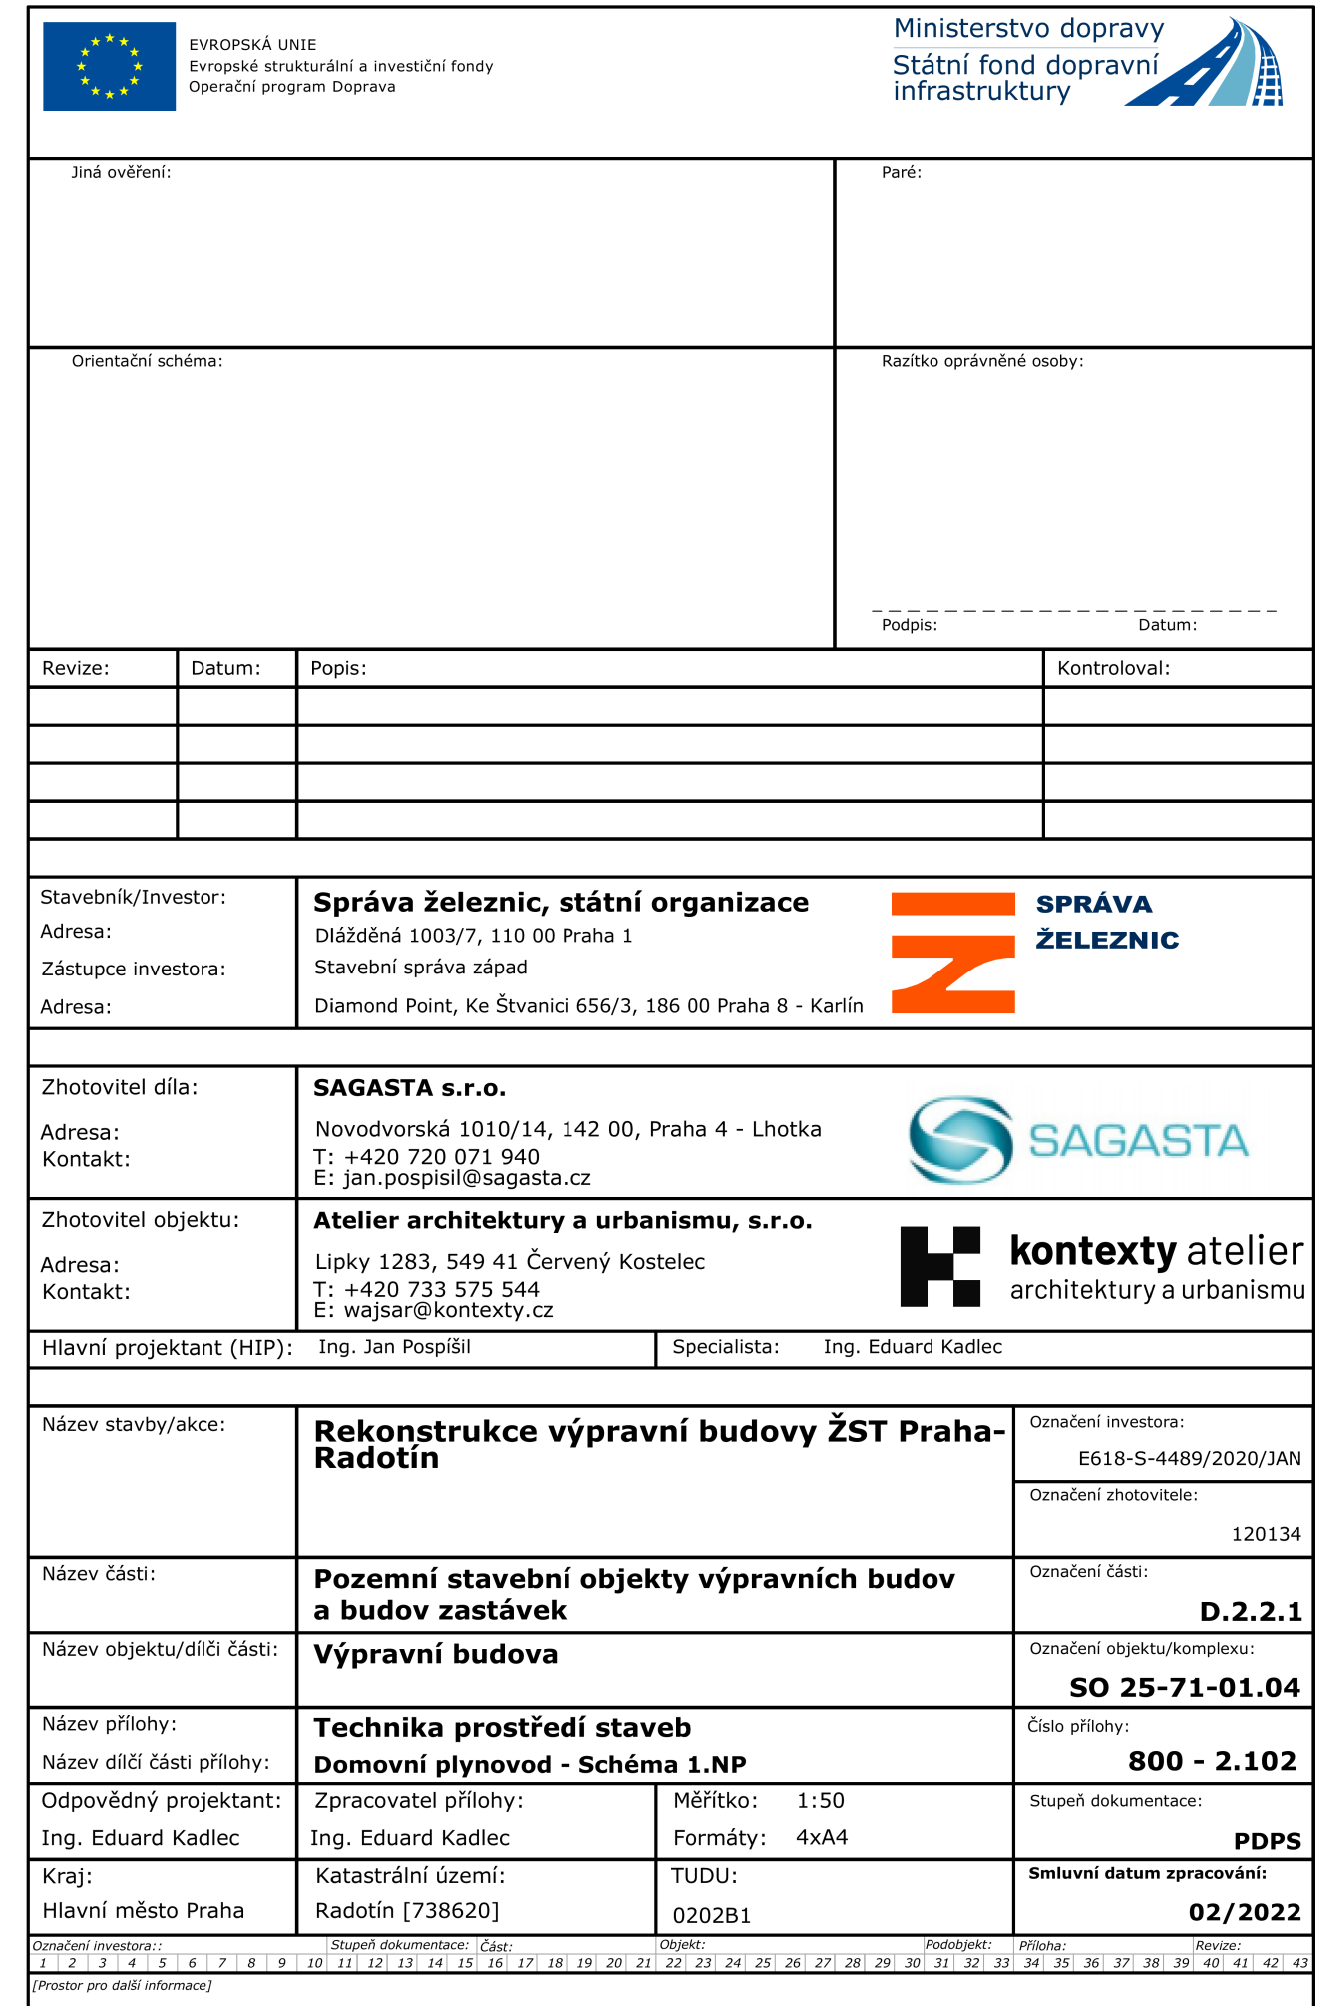 EVROPSKÁ UNIE
Evropské strukturální a investiční fondy
Operační program Doprava
Ministerstvo dopravy
Státní fond dopravní
infrastruktury
Jiná ověření:
Paré:
Orientační schéma:
Razítko oprávněné osoby:
Podpis: Datum:
Revize: Datum: Popis: Kontroloval:
Stavebník/Investor: Správa železnic, státní organizace
Adresa: Dlážděná 1003/7, 110 00 Praha 1
Zástupce investora: Stavební správa západ
Adresa: Diamond Point, Ke Štvanici 656/3, 186 00 Praha 8 - Karlín
SPRÁVA
ŽELEZNIC
Zhotovitel díla: SAGASTA s.r.o.
Adresa: Novodvorská 1010/14, 142 00, Praha 4 - Lhotka
Kontakt: T: +420 720 071 940
E: jan.pospisil@sagasta.cz
SAGASTA
Zhotovitel objektu: Atelier architektury a urbanismu, s.r.o.
Adresa: Lipky 1283, 549 41 Červený Kostelec
Kontakt: T: +420 733 575 544
E: wajsar@kontexty.cz
kontexty atelier
architektury a urbanismu
Hlavní projektant (HIP): Ing. Jan Pospíšil Specialista: Ing. Eduard Kadlec
Název stavby/akce: Rekonstrukce výpravní budovy ŽST Praha-
Radotín
Označení investora:
E618-S-4489/2020/JAN
Označení zhotovitele:
120134
Název části: Pozemní stavební objekty výpravních budov
a budov zastávek
Označení části:
D.2.2.1
Název objektu/dílči části: Výpravní budova
Označení objektu/komplexu:
SO 25-71-01.04
Název přílohy: Technika prostředí staveb
Název dílčí části přílohy: Domovní plynovod - Schéma 1.NP
Číslo přílohy:
800 - 2.102
Odpovědný projektant: Zpracovatel přílohy: Měřítko: 1:50
Ing. Eduard Kadlec Ing. Eduard Kadlec Formáty: 4xA4
Stupeň dokumentace:
PDPS
Kraj: Katastrální území: TUDU:
Hlavní město Praha Radotín [738620] 0202B1
Smluvní datum zpracování:
02/2022
Označení investora:: Stupeň dokumentace: Část: Objekt: Podobjekt: Příloha: Revize:
1 2 3 4 5 6 7 8 9 10 11 12 13 14 15 16 17 18 19 20 21 22 23 24 25 26 27 28 29 30 31 32 33 34 35 36 37 38 39 40 41 42 43
[Prostor pro další informace]